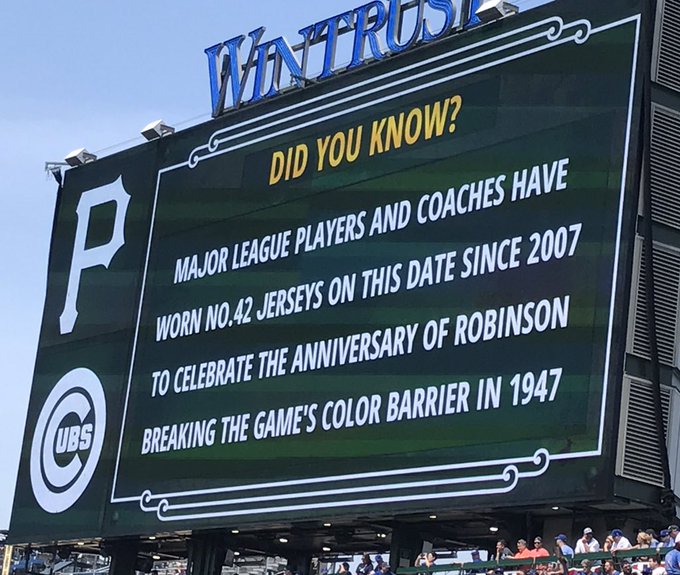 WINTRUST
DID YOU KNOW?
MAJOR LEAGUE PLAYERS AND COACHES HAVE
WORN NO.42 JERSEYS ON THIS DATE SINCE 2007
TO CELEBRATE THE ANNIVERSARY OF ROBINSON
BREAKING THE GAME'S COLOR BARRIER IN 1947
P
CUBS